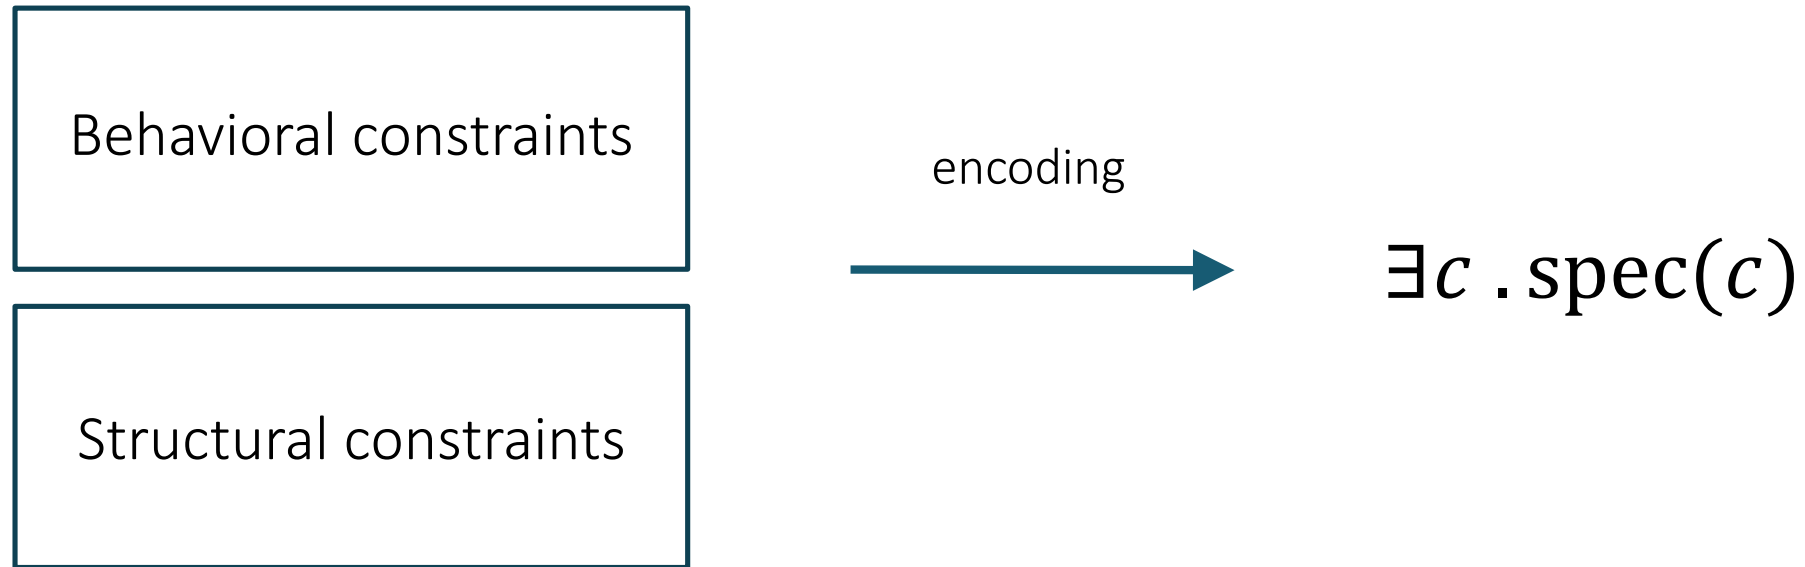 Behavioral constraints
encoding
∃c . spec(c)
Structural constraints